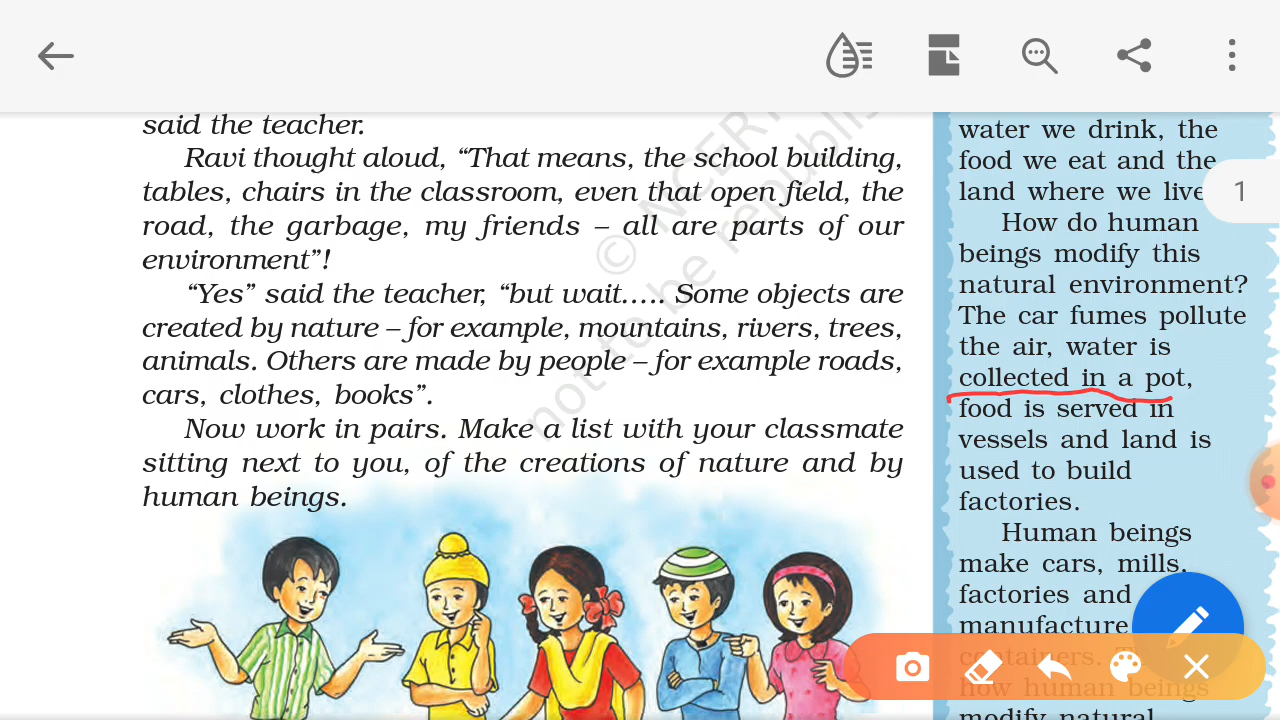 said the teacher.
Ravi thought aloud, “That means, the school building,
tables, chairs in the classroom, even that open field, the
road, the garbage, my friends – all are parts of our
environment”!
“Yes” said the teacher, “but wait..... Some objects are
created by nature – for example, mountains, rivers, trees,
animals. Others are made by people – for example roads,
cars, clothes, books”.
Now work in pairs. Make a list with your classmate
sitting next to you, of the creations of nature and by
human beings.
© NCERT
not to be
water we drink, the
food we eat and the
land where we live
How do human
beings modify this
natural environment?
The car fumes pollute
the air, water is
collected in a pot,
food is served in
vessels and land is
used to build
factories.
Human beings
make cars, mills,
factories and
manufacture
containers.
how human beings
modify natural
1